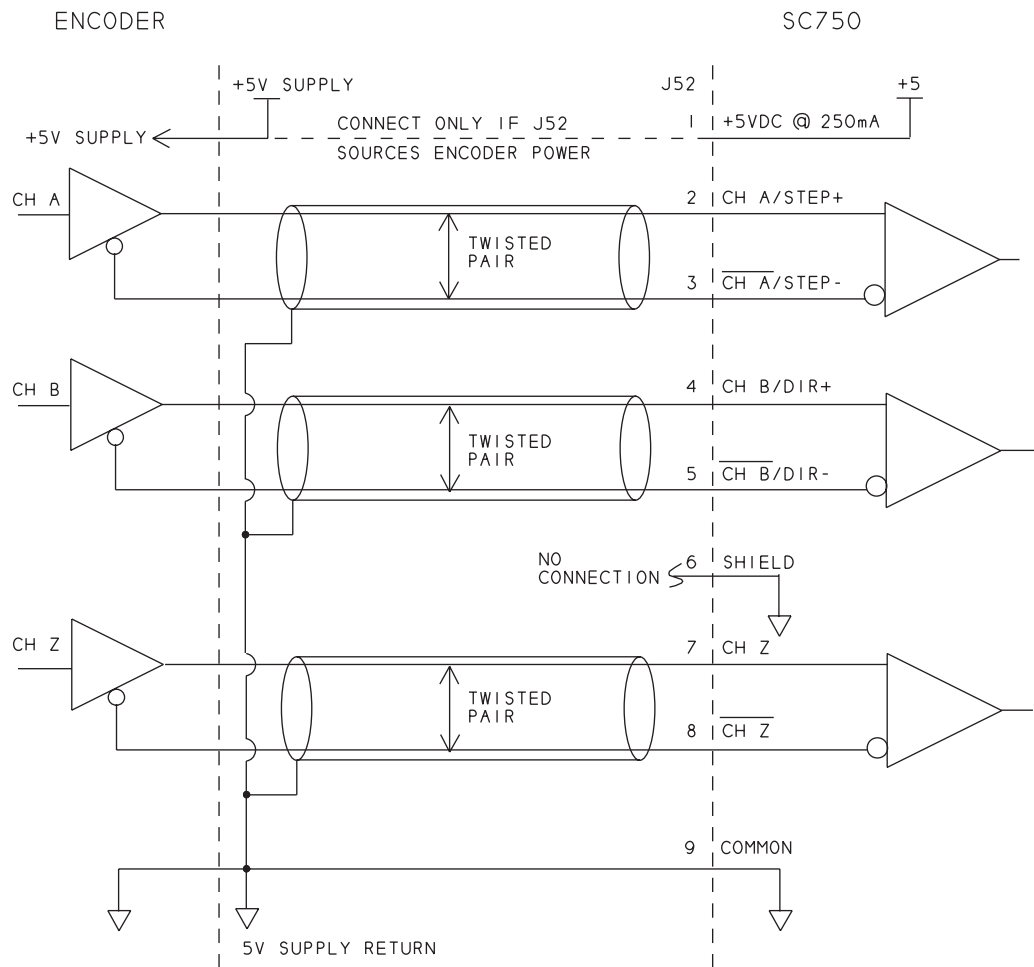 ENCODER
SC750
+5V SUPPLY
J52
+5
+5V SUPPLY
CONNECT ONLY IF J52
SOURCES ENCODER POWER
1 +5VDC @ 250mA
CH A
2 CH A/STEP+
TWISTED
PAIR
3 CH A/STEP-
CH B
4 CH B/DIR+
TWISTED
PAIR
5 CH B/DIR-
NO
CONNECTION
6 SHIELD
CH Z
7 CH Z
TWISTED
PAIR
8 CH Z
9 COMMON
5V SUPPLY RETURN